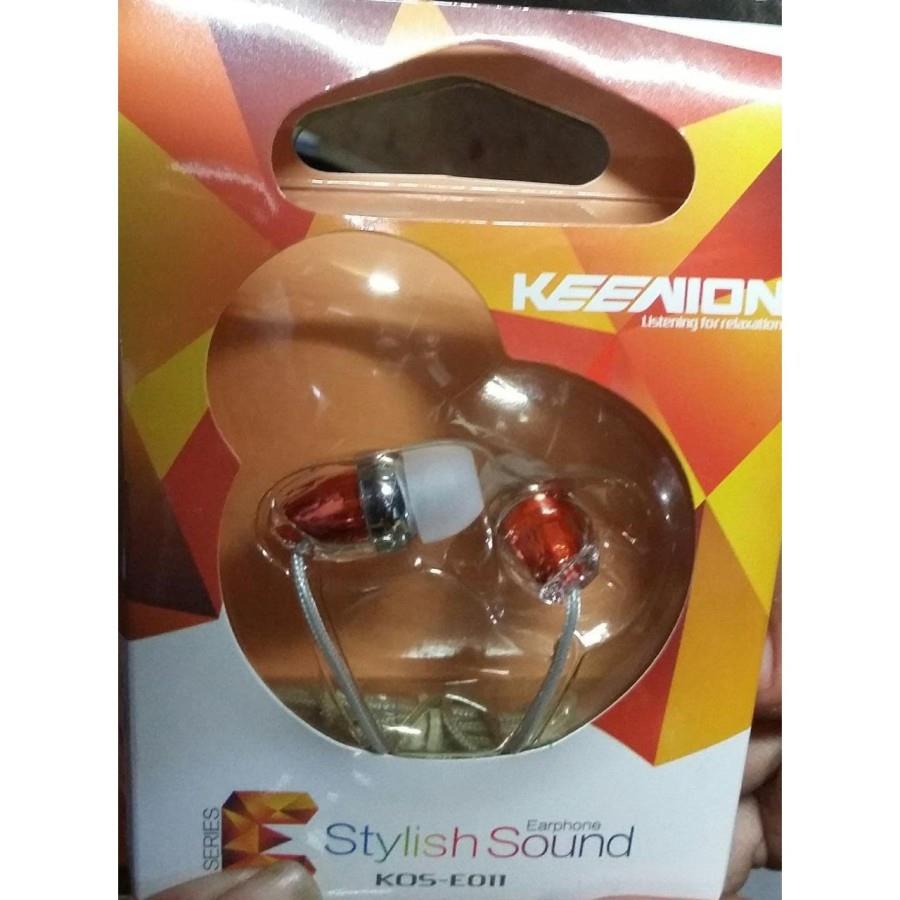 KEENION
Listening for relaxation
SERIES E
Earphone
Stylish Sound
KOS-E011